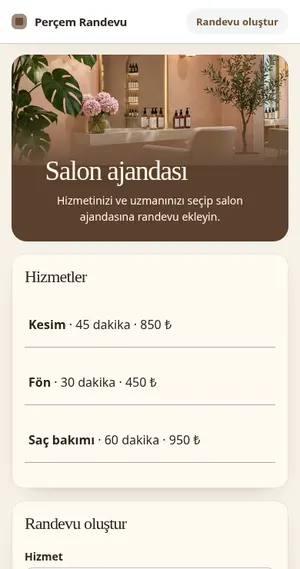 Perçem Randevu
Randevu oluştur
Salon ajandası
Hizmetinizi ve uzmanınızı seçip salon
ajandasına randevu ekleyin.
Hizmetler
Kesim · 45 dakika · 850 ₺
Fön · 30 dakika · 450 ₺
Saç bakımı · 60 dakika · 950 ₺
Randevu oluştur
Hizmet